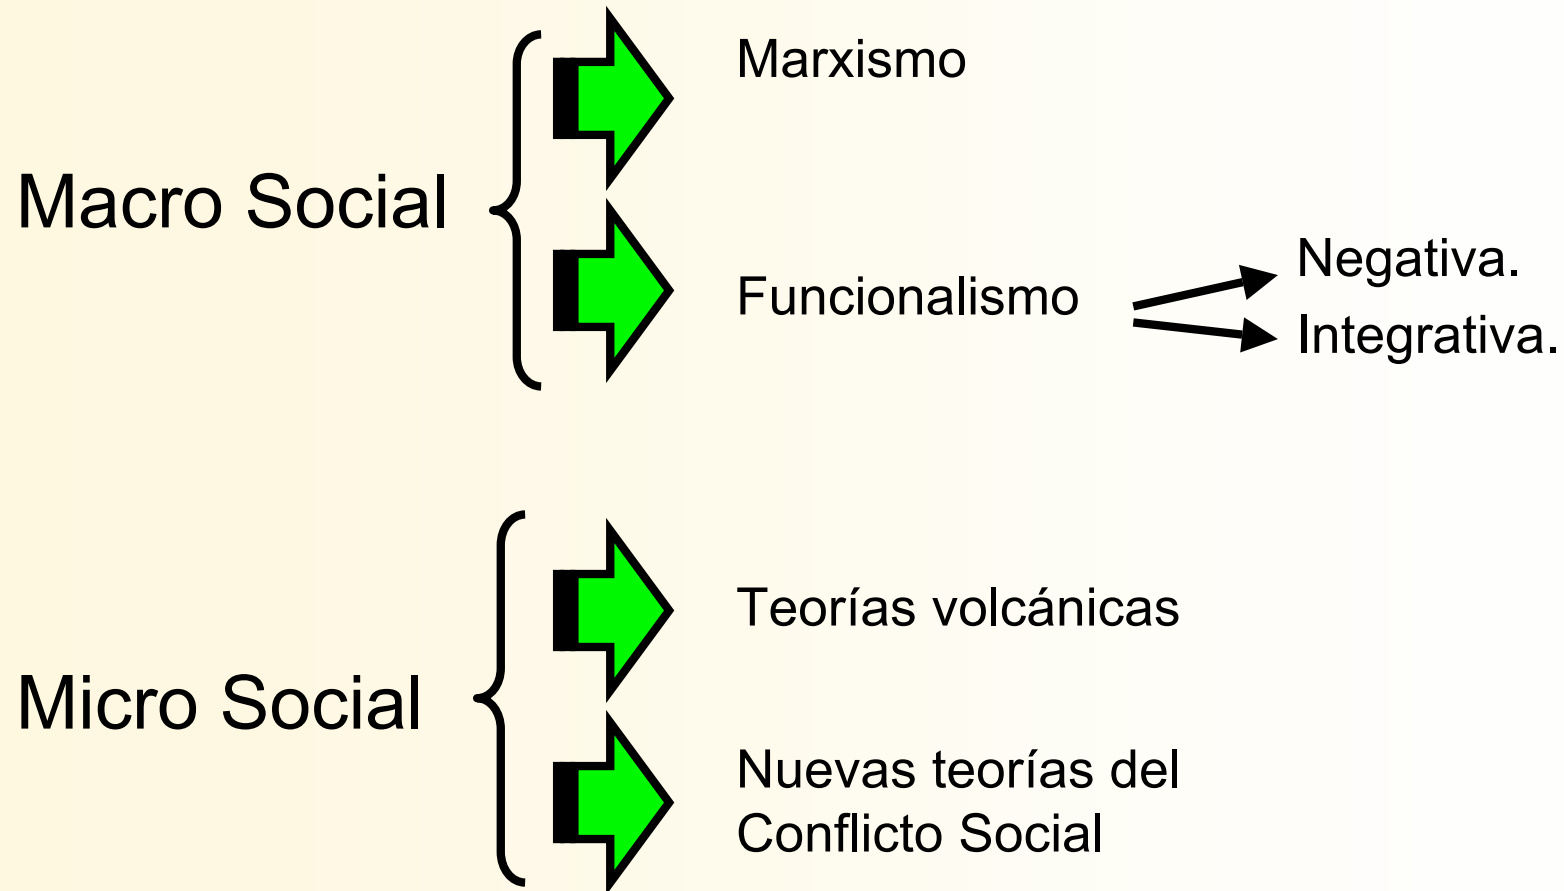 Macro Social
Marxismo
Funcionalismo
Negativa.
Integrativa.
Micro Social
Teorías volcánicas
Nuevas teorías del
Conflicto Social